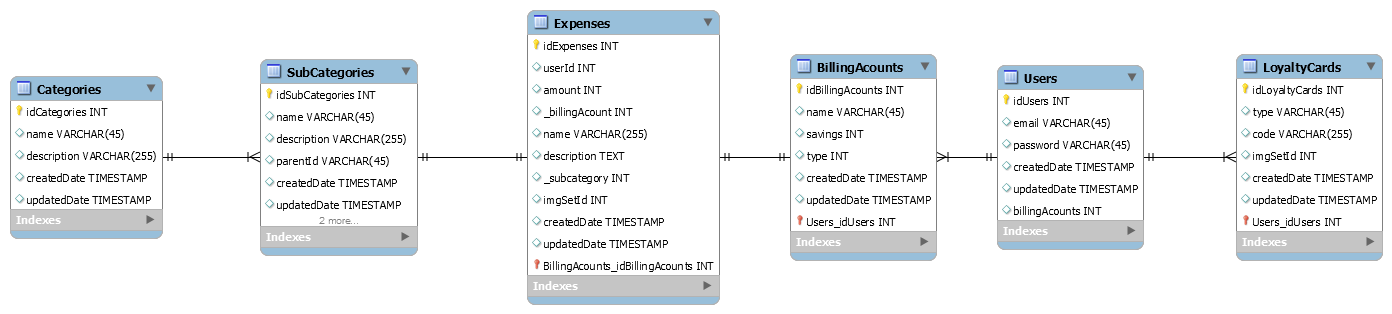 Categories
idCategories INT
name VARCHAR(45)
description VARCHAR(255)
createdDate TIMESTAMP
updatedDate TIMESTAMP
Indexes
SubCategories
idSubCategories INT
name VARCHAR(45)
description VARCHAR(255)
parentId VARCHAR(45)
createdDate TIMESTAMP
updatedDate TIMESTAMP
2 more...
Indexes
Expenses
idExpenses INT
userId INT
amount INT
_billingAcount INT
name VARCHAR(255)
description TEXT
_subcategory INT
imgSetId INT
createdDate TIMESTAMP
updatedDate TIMESTAMP
BillingAcounts_idBillingAcounts INT
Indexes
BillingAcounts
idBillingAcounts INT
name VARCHAR(45)
savings INT
type INT
createdDate TIMESTAMP
updatedDate TIMESTAMP
Users_idUsers INT
Indexes
Users
idUsers INT
email VARCHAR(45)
password VARCHAR(45)
createdDate TIMESTAMP
updatedDate TIMESTAMP
billingAcounts INT
Indexes
LoyaltyCards
idLoyaltyCards INT
type VARCHAR(45)
code VARCHAR(255)
imgSetId INT
createdDate TIMESTAMP
updatedDate TIMESTAMP
Users_idUsers INT
Indexes